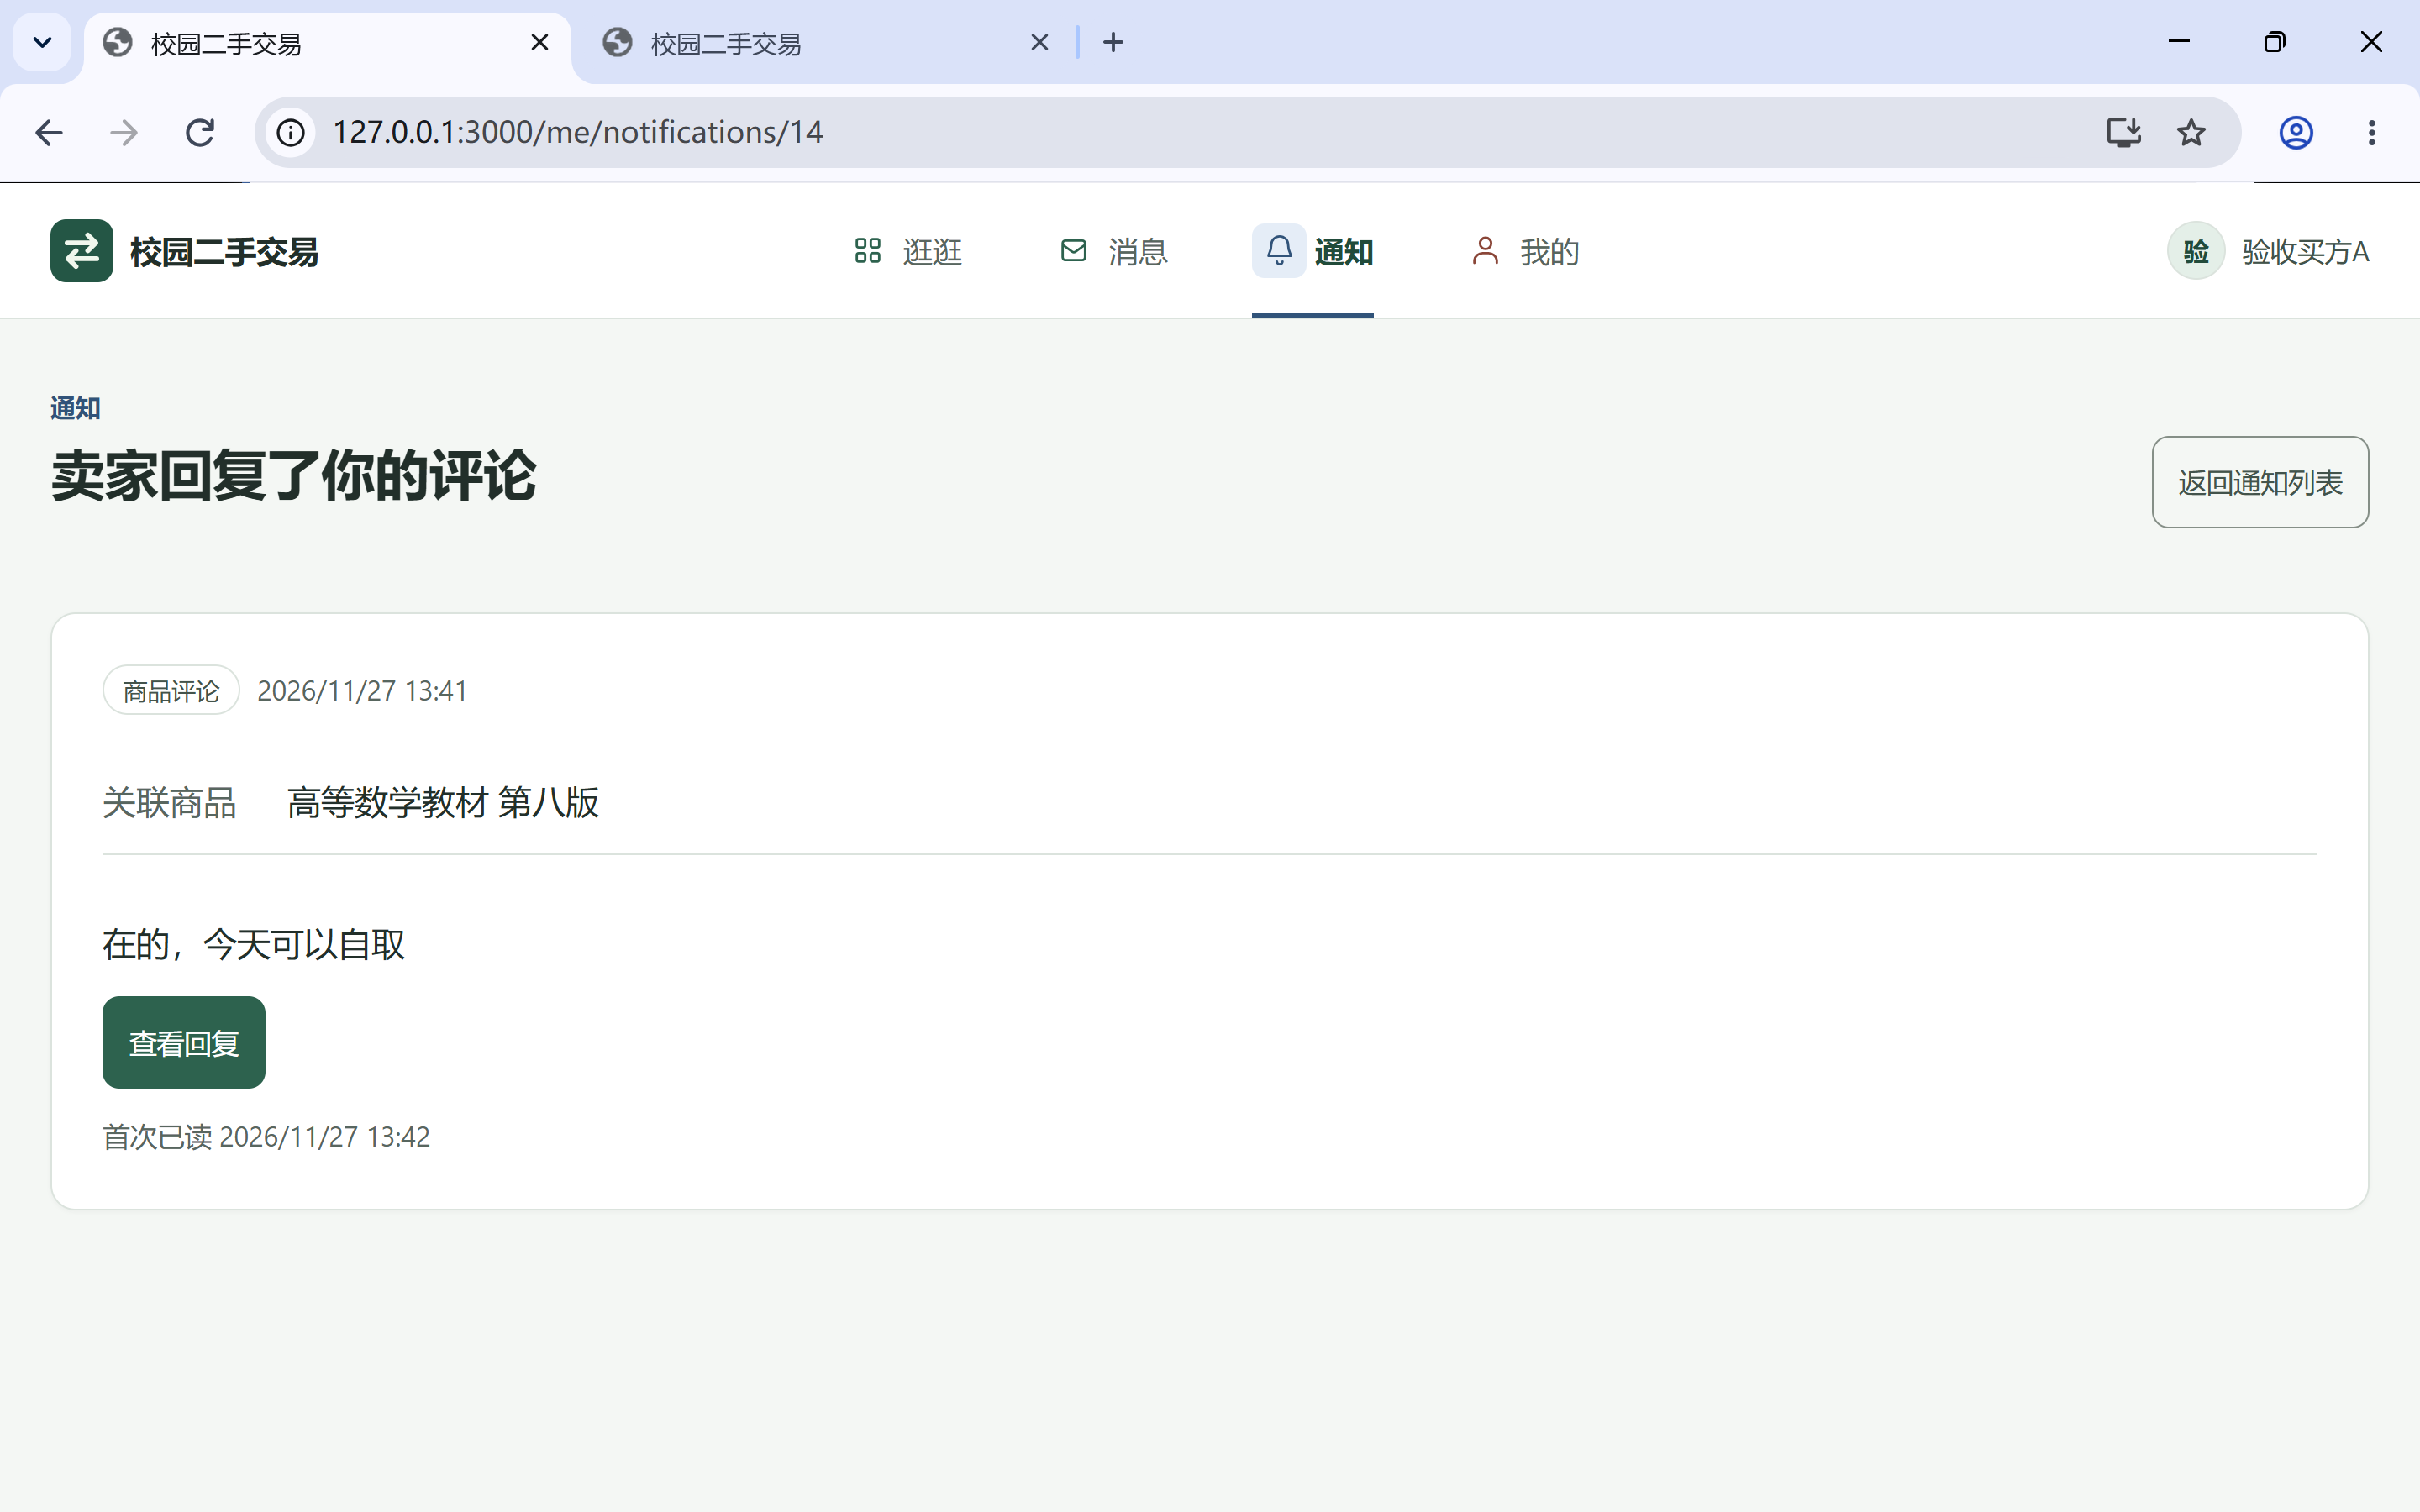 校园二手交易
校园二手交易
127.0.0.1:3000/me/notifications/14
校园二手交易
逛逛
消息
通知
我的
验
验收买方A
通知
卖家回复了你的评论
返回通知列表
商品评论 2026/11/27 13:41
关联商品 高等数学教材 第八版
在的，今天可以自取
查看回复
首次已读 2026/11/27 13:42